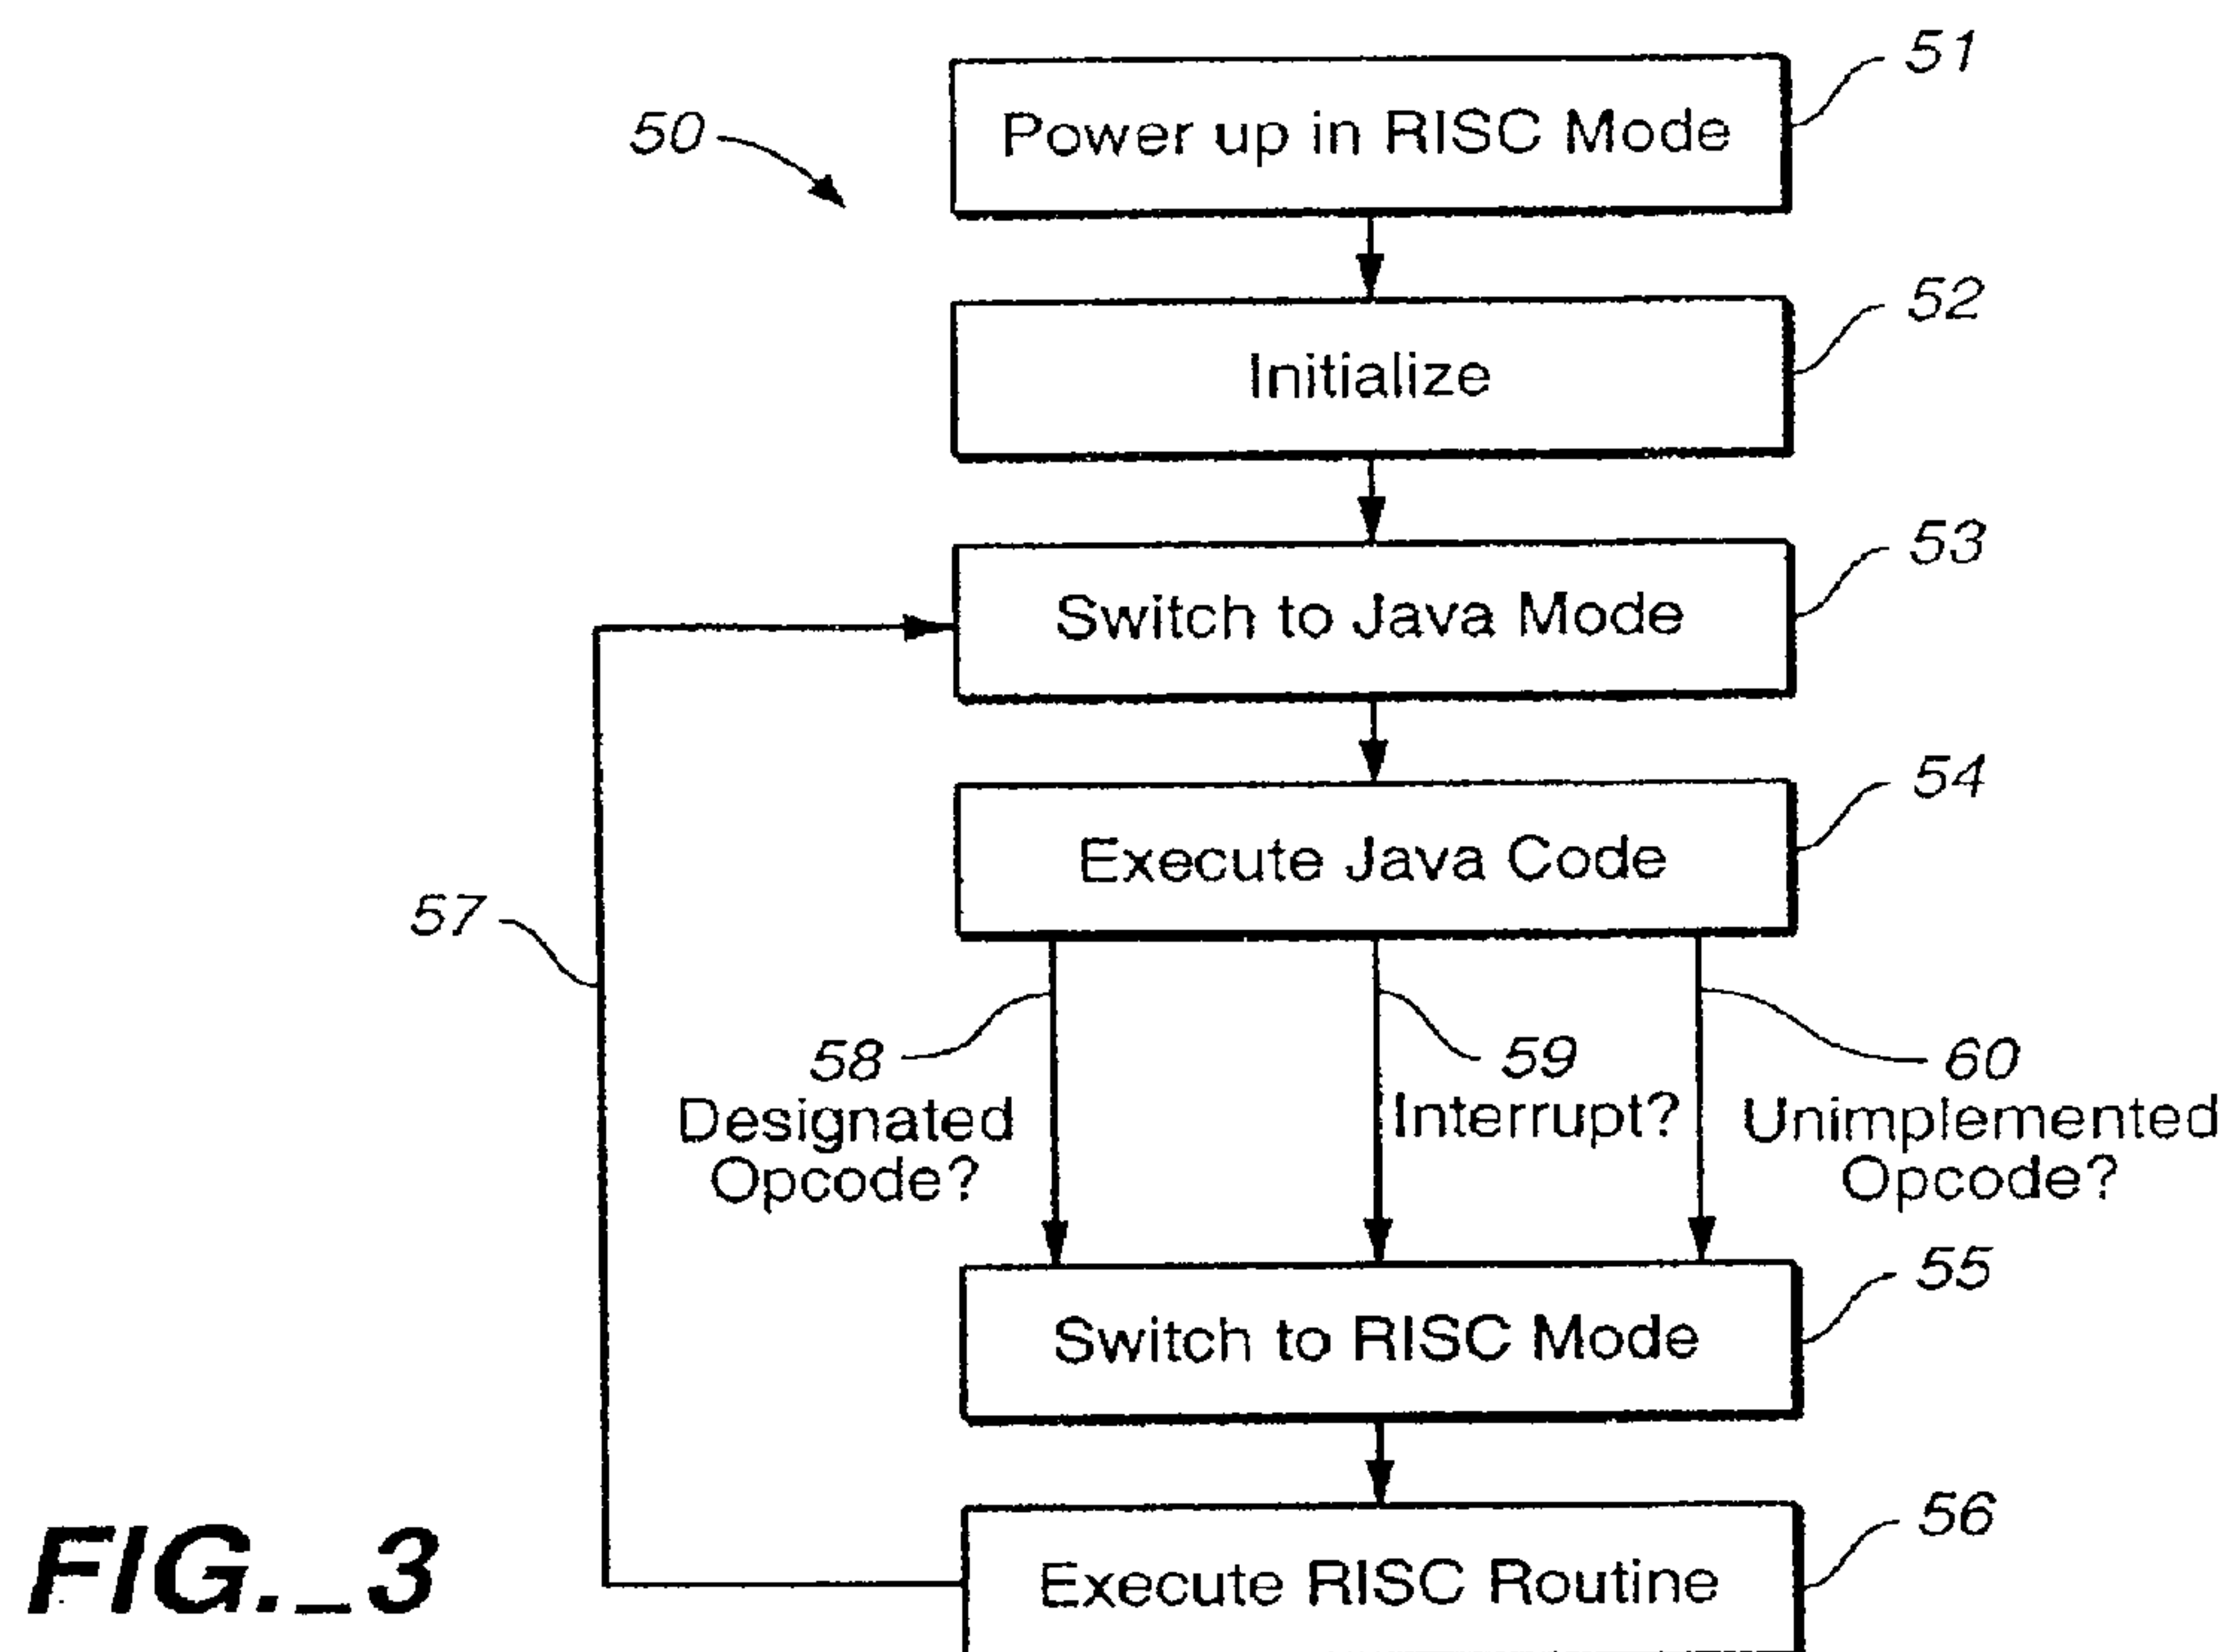 51
50
Power up in RISC Mode
52
Initialize
53
Switch to Java Mode
54
Execute Java Code
57
58
59
60
Designated
Opcode?
Interrupt?
Unimplemented
Opcode?
55
Switch to RISC Mode
56
Execute RISC Routine
FIG._3